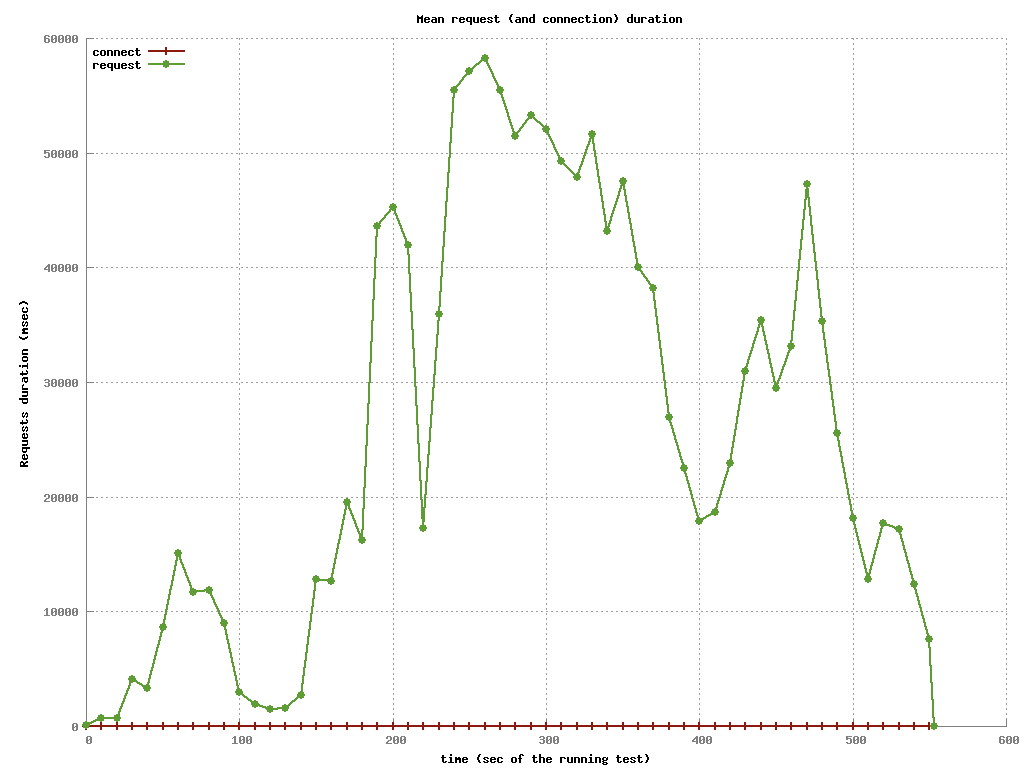 Mean request (and connection) duration
60000
connect
request
50000
40000
30000
20000
10000
0
Requests duration (msec)
0 100 200 300 400 500 600
time (sec of the running test)